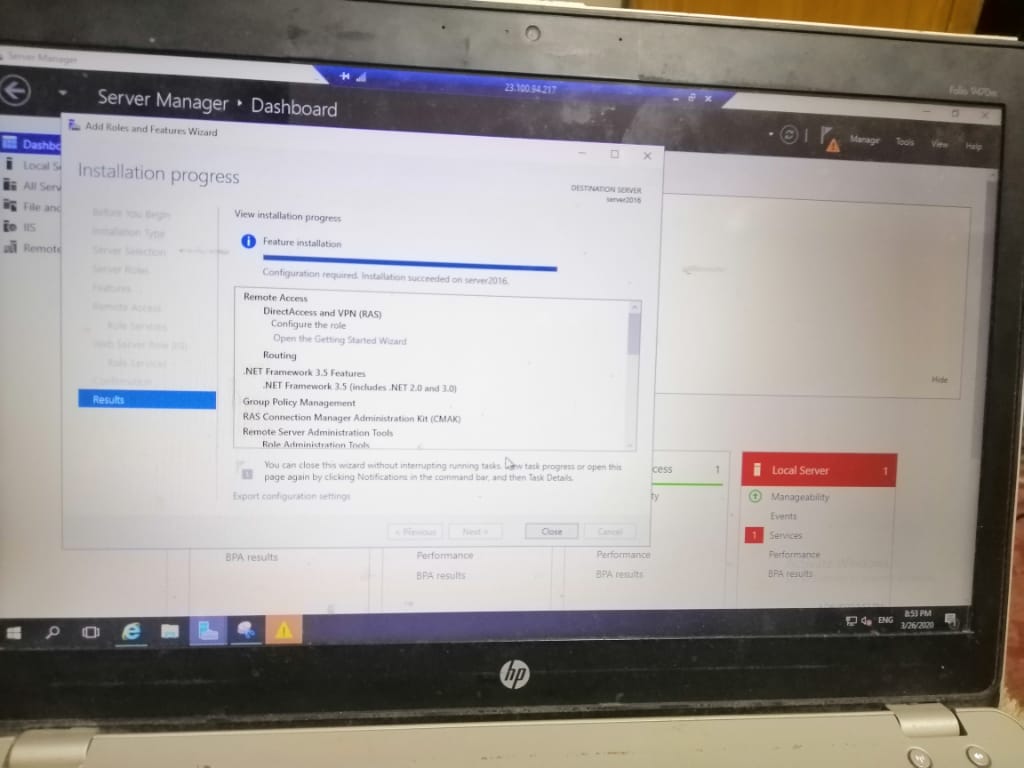 Server Manager
23.100.94.217
Folio 9470m
Server Manager • Dashboard
Manage Tools View Help
Add Roles and Features Wizard
Dashbo
Local S
All Serv
File and
IIS
Remote
Installation progress
DESTINATION SERVER
server2016
Before You Begin
Installation Type
Server Selection
Server Roles
Features
Remote Access
Role Services
Web Server Role (IIS)
Role Services
Confirmation
Results
View installation progress
Feature installation
Configuration required. Installation succeeded on server2016.
Remote Access
DirectAccess and VPN (RAS)
Configure the role
Open the Getting Started Wizard
Routing
.NET Framework 3.5 Features
.NET Framework 3.5 (includes .NET 2.0 and 3.0)
Group Policy Management
RAS Connection Manager Administration Kit (CMAK)
Remote Server Administration Tools
Role Administration Tools
You can close this wizard without interrupting running tasks. View task progress or open this
page again by clicking Notifications in the command bar, and then Task Details.
Export configuration settings
< Previous Next > Close Cancel
Hide
cess 1
ty
Local Server 1
Manageability
Events
1 Services
Performance
BPA results
BPA results
Performance
BPA results
Performance
BPA results
ENG
8:53 PM
3/26/2020
hp